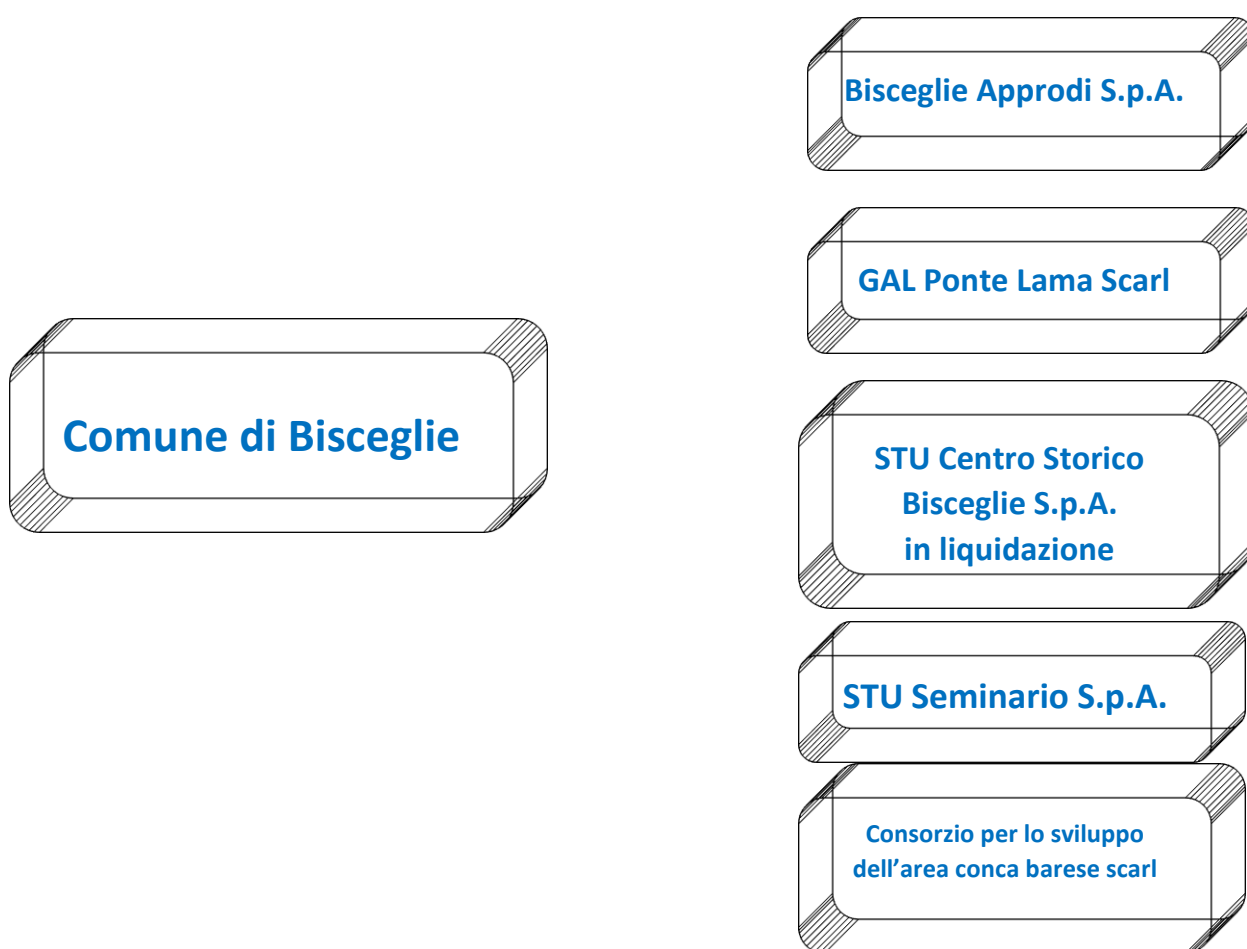 Comune di Bisceglie
Bisceglie Approdi S.p.A.
GAL Ponte Lama Scarl
STU Centro Storico
Bisceglie S.p.A.
in liquidazione
STU Seminario S.p.A.
Consorzio per lo sviluppo
dell’area conca barese scarl